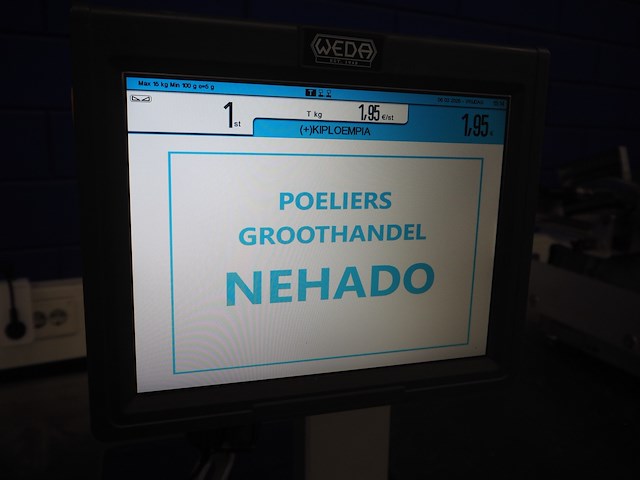 WEDA
Max 15 kg Min 100 g e=5 g
T
1 st
T kg 1,95 €/st
1,95 €
(+)KIPLOEMPIA
POELIERS
GROOTHANDEL
NEHADO